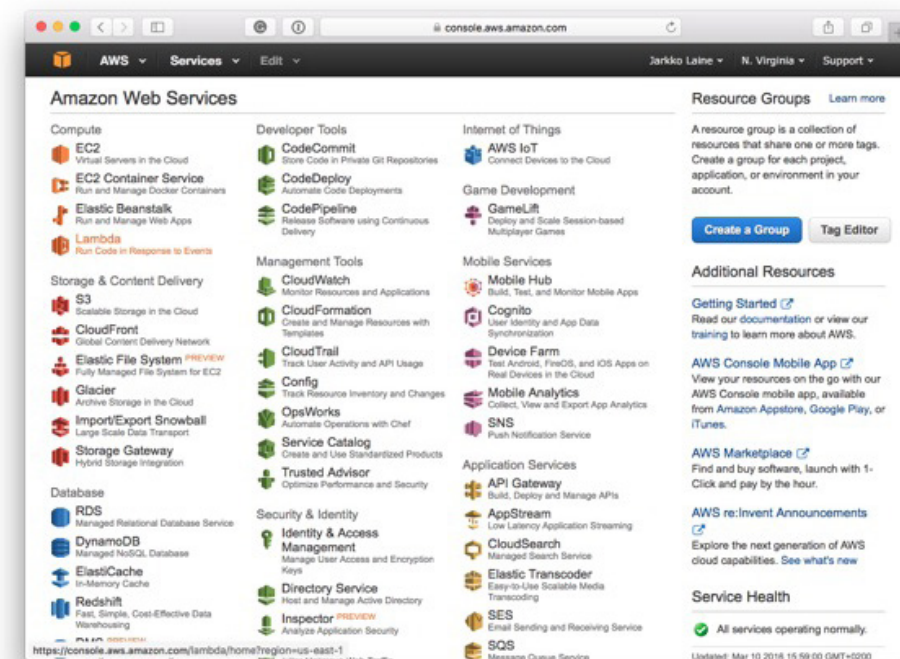 console.aws.amazon.com
AWS Services Edit Jarkko Laine N. Virginia Support
Amazon Web Services
Compute
EC2
Virtual Servers in the Cloud
EC2 Container Service
Run and Manage Docker Containers
Elastic Beanstalk
Run and Manage Web Apps
Lambda
Run Code in Response to Events
Storage & Content Delivery
S3
Scalable Storage in the Cloud
CloudFront
Global Content Delivery Network
Elastic File System PREVIEW
Fully Managed File System for EC2
Glacier
Archive Storage in the Cloud
Import/Export Snowball
Large Scale Data Transport
Storage Gateway
Hybrid Storage Integration
Database
RDS
Managed Relational Database Service
DynamoDB
Managed NoSQL Database
ElastiCache
In-Memory Cache
Redshift
Fast, Simple, Cost-Effective Data
Warehousing
DMS PREVIEW
https://console.aws.amazon.com/lambda/home?region=us-east-1
Developer Tools
CodeCommit
Store Code in Private Git Repositories
CodeDeploy
Automate Code Deployments
CodePipeline
Release Software using Continuous
Delivery
Management Tools
CloudWatch
Monitor Resources and Applications
CloudFormation
Create and Manage Resources with
Templates
CloudTrail
Track User Activity and API Usage
Config
Track Resource Inventory and Changes
OpsWorks
Automate Operations with Chef
Service Catalog
Create and Use Standardized Products
Trusted Advisor
Optimize Performance and Security
Security & Identity
Identity & Access
Management
Manage User Access and Encryption
Keys
Directory Service
Host and Manage Active Directory
Inspector PREVIEW
Analyze Application Security
Internet of Things
AWS IoT
Connect Devices to the Cloud
Game Development
GameLift
Deploy and Scale Session-based
Multiplayer Games
Mobile Services
Mobile Hub
Build, Test, and Monitor Mobile Apps
Cognito
User Identity and App Data
Synchronization
Device Farm
Test Android, FireOS, and iOS Apps on
Real Devices in the Cloud
Mobile Analytics
Collect, View and Export App Analytics
SNS
Push Notification Service
Application Services
API Gateway
Build, Deploy and Manage APIs
AppStream
Low Latency Application Streaming
CloudSearch
Managed Search Service
Elastic Transcoder
Easy-to-Use Scalable Media
Transcoding
SES
Email Sending and Receiving Service
SQS
Message Queue Service
Resource Groups Learn more
A resource group is a collection of
resources that share one or more tags.
Create a group for each project,
application, or environment in your
account.
Create a Group Tag Editor
Additional Resources
Getting Started
Read our documentation or view our
training to learn more about AWS.
AWS Console Mobile App
View your resources on the go with our
AWS Console mobile app, available
from Amazon Appstore, Google Play, or
iTunes.
AWS Marketplace
Find and buy software, launch with 1-
Click and pay by the hour.
AWS re:Invent Announcements
Explore the next generation of AWS
cloud capabilities. See what's new
Service Health
All services operating normally.
Updated: Mar 10 2016 15:59:00 GMT+0200